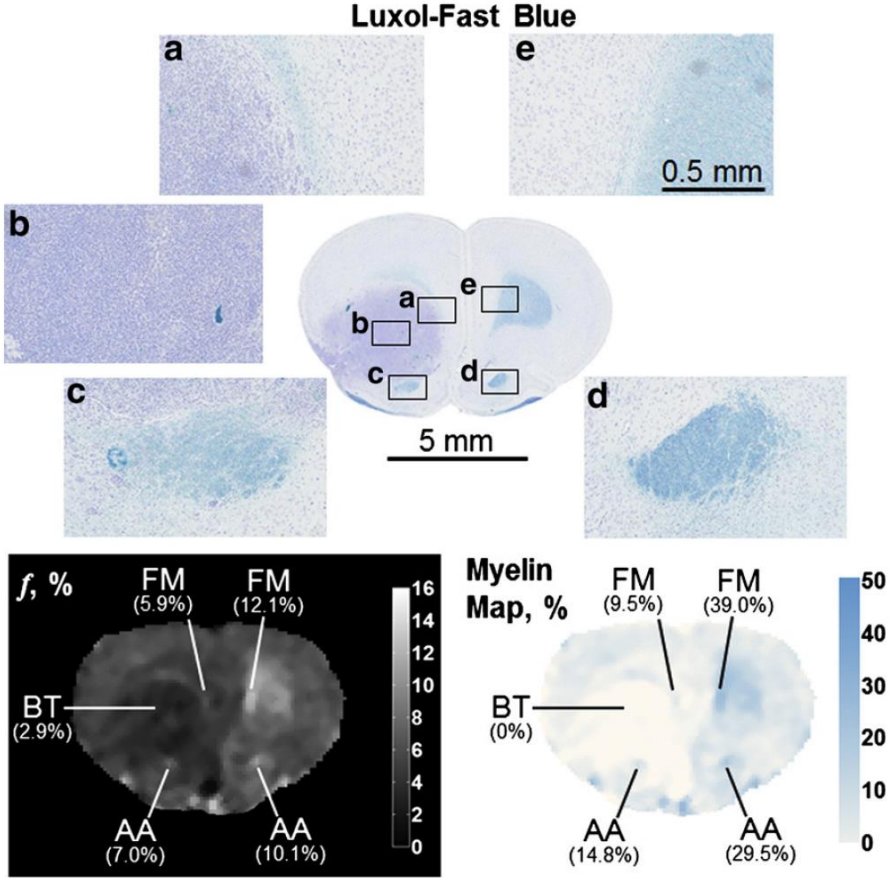 Luxol-Fast Blue
a
e
0.5 mm
b
a
e
b
c
d
c
d
5 mm
f, %
FM
(5.9%)
FM
(12.1%)
16
14
12
10
8
6
4
2
0
BT
(2.9%)
AA
(7.0%)
AA
(10.1%)
Myelin
Map, %
FM
(9.5%)
FM
(39.0%)
50
40
30
20
10
0
BT
(0%)
AA
(14.8%)
AA
(29.5%)